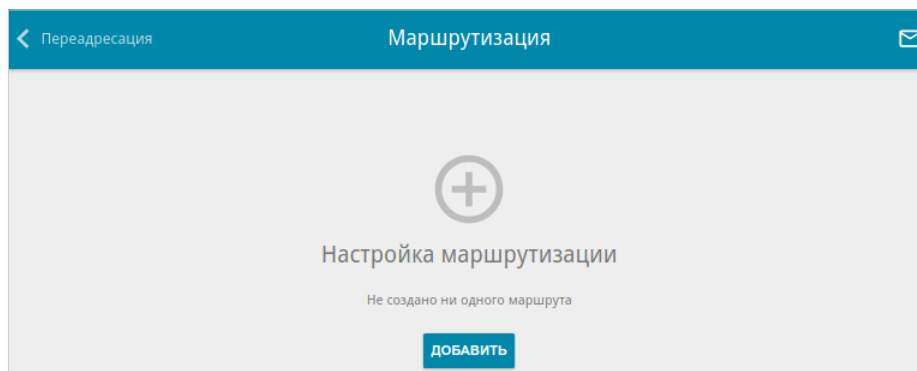 Переадресация
Маршрутизация
Настройка маршрутизации
Не создано ни одного маршрута
ДОБАВИТЬ